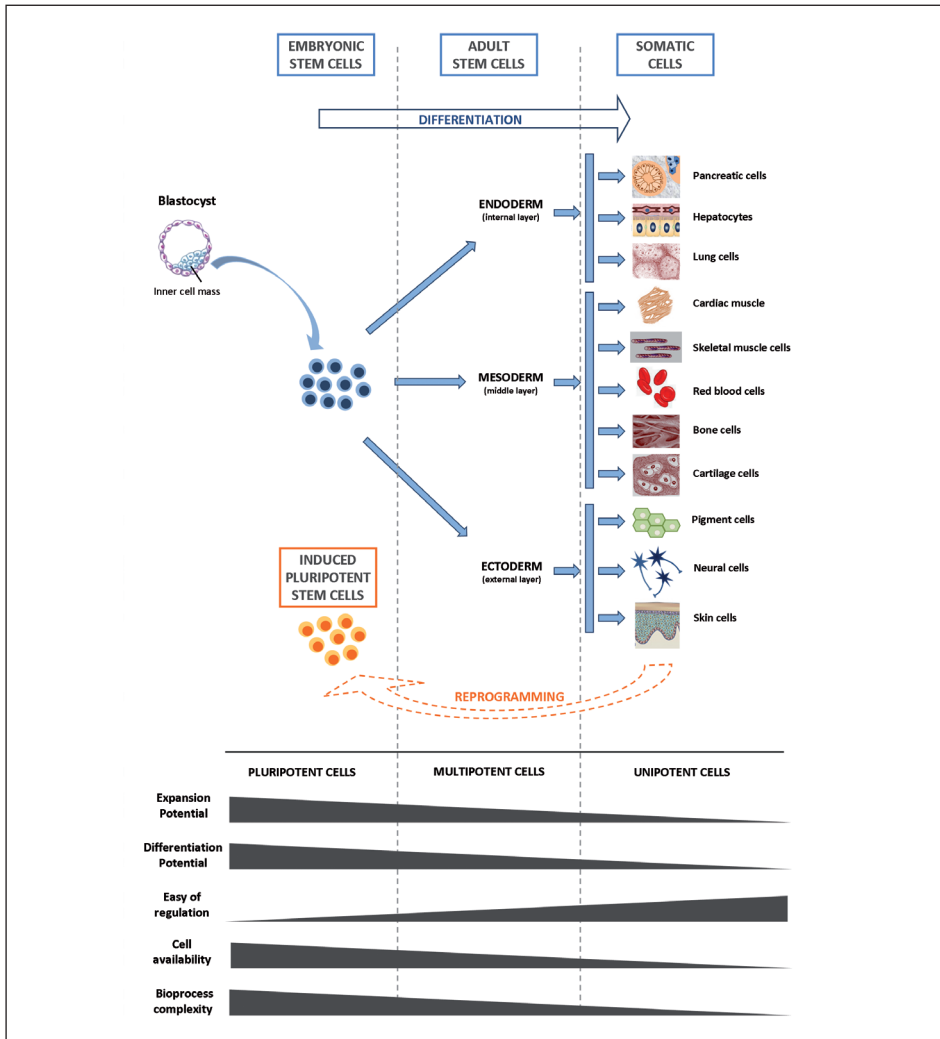 EMBRYONIC
STEM CELLS
ADULT
STEM CELLS
SOMATIC
CELLS
DIFFERENTIATION
Blastocyst
Inner cell mass
ENDODERM
(internal layer)
MESODERM
(middle layer)
ECTODERM
(external layer)
Pancreatic cells
Hepatocytes
Lung cells
Cardiac muscle
Skeletal muscle cells
Red blood cells
Bone cells
Cartilage cells
Pigment cells
Neural cells
Skin cells
INDUCED
PLURIPOTENT
STEM CELLS
REPROGRAMMING
PLURIPOTENT CELLS
MULTIPOTENT CELLS
UNIPOTENT CELLS
Expansion
Potential
Differentiation
Potential
Easy of
regulation
Cell
availability
Bioprocess
complexity